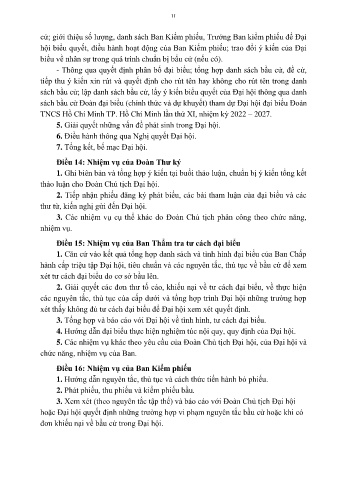 11
cử; giới thiệu số lượng, danh sách Ban Kiểm phiếu, Trưởng Ban kiểm phiếu để Đại
hội biểu quyết, điều hành hoạt động của Ban Kiểm phiếu; trao đổi ý kiến của Đại
biểu về nhân sự trong quá trình chuẩn bị bầu cử (nếu có).
- Thông qua quyết định phân bổ đại biểu; tổng hợp danh sách bầu cử, đề cử,
tiếp thu ý kiến xin rút và quyết định cho rút tên hay không cho rút tên trong danh
sách bầu cử; lập danh sách bầu cử, lấy ý kiến biểu quyết của Đại hội thông qua danh
sách bầu cử Đoàn đại biểu (chính thức và dự khuyết) tham dự Đại hội đại biểu Đoàn
TNCS Hồ Chí Minh TP. Hồ Chí Minh lần thứ XI, nhiệm kỳ 2022 – 2027.
5. Giải quyết những vấn đề phát sinh trong Đại hội.
6. Điều hành thông qua Nghị quyết Đại hội.
7. Tổng kết, bế mạc Đại hội.
Điều 14: Nhiệm vụ của Đoàn Thư ký
1. Ghi biên bản và tổng hợp ý kiến tại buổi thảo luận, chuẩn bị ý kiến tổng kết
thảo luận cho Đoàn Chủ tịch Đại hội.
2. Tiếp nhận phiếu đăng ký phát biểu, các bài tham luận của đại biểu và các
thư từ, kiến nghị gửi đến Đại hội.
3. Các nhiệm vụ cụ thể khác do Đoàn Chủ tịch phân công theo chức năng,
nhiệm vụ.
Điều 15: Nhiệm vụ của Ban Thẩm tra tư cách đại biểu
1. Căn cứ vào kết quả tổng hợp danh sách và tình hình đại biểu của Ban Chấp
hành cấp triệu tập Đại hội, tiêu chuẩn và các nguyên tắc, thủ tục về bầu cử để xem
xét tư cách đại biểu do cơ sở bầu lên.
2. Giải quyết các đơn thư tố cáo, khiếu nại về tư cách đại biểu, về thực hiện
các nguyên tắc, thủ tục của cấp dưới và tổng hợp trình Đại hội những trường hợp
xét thấy không đủ tư cách đại biểu để Đại hội xem xét quyết định.
3. Tổng hợp và báo cáo với Đại hội về tình hình, tư cách đại biểu.
4. Hướng dẫn đại biểu thực hiện nghiêm túc nội quy, quy định của Đại hội.
5. Các nhiệm vụ khác theo yêu cầu của Đoàn Chủ tịch Đại hội, của Đại hội và
chức năng, nhiệm vụ của Ban.
Điều 16: Nhiệm vụ của Ban Kiểm phiếu
1. Hướng dẫn nguyên tắc, thủ tục và cách thức tiến hành bỏ phiếu.
2. Phát phiếu, thu phiếu và kiểm phiếu bầu.
3. Xem xét (theo nguyên tắc tập thể) và báo cáo với Đoàn Chủ tịch Đại hội
hoặc Đại hội quyết định những trường hợp vi phạm nguyên tắc bầu cử hoặc khi có
đơn khiếu nại về bầu cử trong Đại hội.